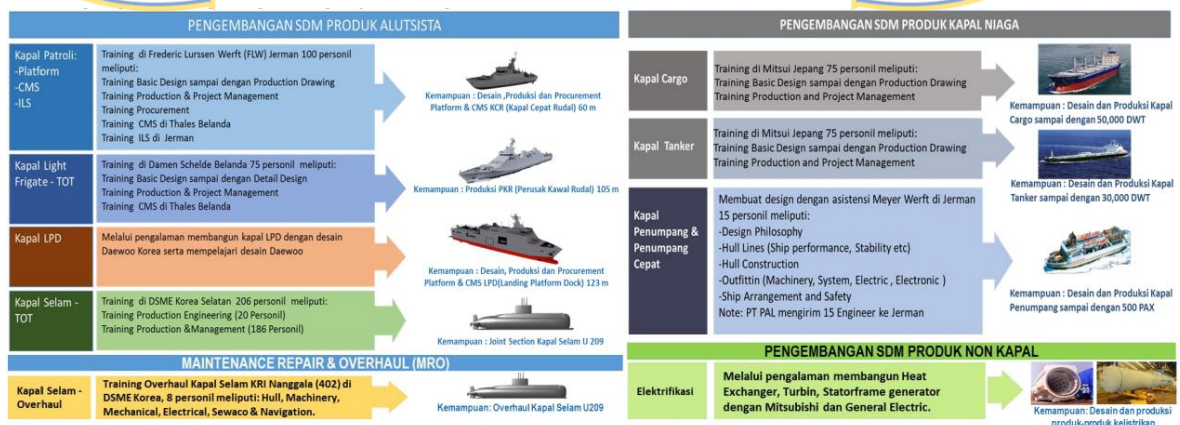 PENGEMBANGAN SDM PRODUK ALUTSISTA
Kapal Patroli:
-Platform
-CMS
-ILS
Training di Frederic Lurssen Werft (FLW) Jerman 100 personil
meliputi:
Training Basic Design sampai dengan Production Drawing
Training Production & Project Management
Training Procurement
Training CMS di Thales Belanda
Training ILS di Jerman
Kemampuan : Desain ,Produksi dan Procurement
Platform & CMS KCR (Kapal Cepat Rudal) 60 m
Kapal Light
Frigate - TOT
Training di Damen Schelde Belanda 75 personil meliputi:
Training Basic Design sampai dengan Detail Design
Training Production & Project Management
Training CMS di Thales Belanda
Kemampuan : Produksi PKR (Perusak Kawal Rudal) 105 m
Kapal LPD
Melalui pengalaman membangun kapal LPD dengan desain
Daewoo Korea serta mempelajari desain Daewoo
Kemampuan : Desain, Produksi dan Procurement
Platform & CMS LPD(Landing Platform Dock) 123 m
Kapal Selam -
TOT
Training di DSME Korea Selatan 206 personil meliputi:
Training Production Engineering (20 Personil)
Training Production &Management (186 Personil)
Kemampuan : Joint Section Kapal Selam U 209
MAINTENANCE REPAIR & OVERHAUL (MRO)
Kapal Selam -
Overhaul
Training Overhaul Kapal Selam KRI Nanggala (402) di
DSME Korea, 8 personil meliputi: Hull, Machinery,
Mechanical, Electrical, Sewaco & Navigation.
Kemampuan: Overhaul Kapal Selam U209
PENGEMBANGAN SDM PRODUK KAPAL NIAGA
Kapal Cargo
Training di Mitsui Jepang 75 personil meliputi:
Training Basic Design sampai dengan Production Drawing
Training Production and Project Management
Kemampuan : Desain dan Produksi Kapal
Cargo sampai dengan 50,000 DWT
Kapal Tanker
Training di Mitsui Jepang 75 personil meliputi:
Training Basic Design sampai dengan Production Drawing
Training Production and Project Management
Kemampuan : Desain dan Produksi Kapal
Tanker sampai dengan 30,000 DWT
Kapal
Penumpang &
Penumpang
Cepat
Membuat design dengan asistensi Meyer Werft di Jerman
15 personil meliputi:
-Design Philosophy
-Hull Lines (Ship performance, Stability etc)
-Hull Construction
-Outfittin (Machinery, System, Electric , Electronic )
-Ship Arrangement and Safety
Note: PT PAL mengirim 15 Engineer ke Jerman
Kemampuan : Desain dan Produksi Kapal
Penumpang sampai dengan 500 PAX
PENGEMBANGAN SDM PRODUK NON KAPAL
Elektrifikasi
Melalui pengalaman membangun Heat
Exchanger, Turbin, Statorframe generator
dengan Mitsubishi dan General Electric.
Kemampuan: Desain dan produksi
produk-produk kelistrikan